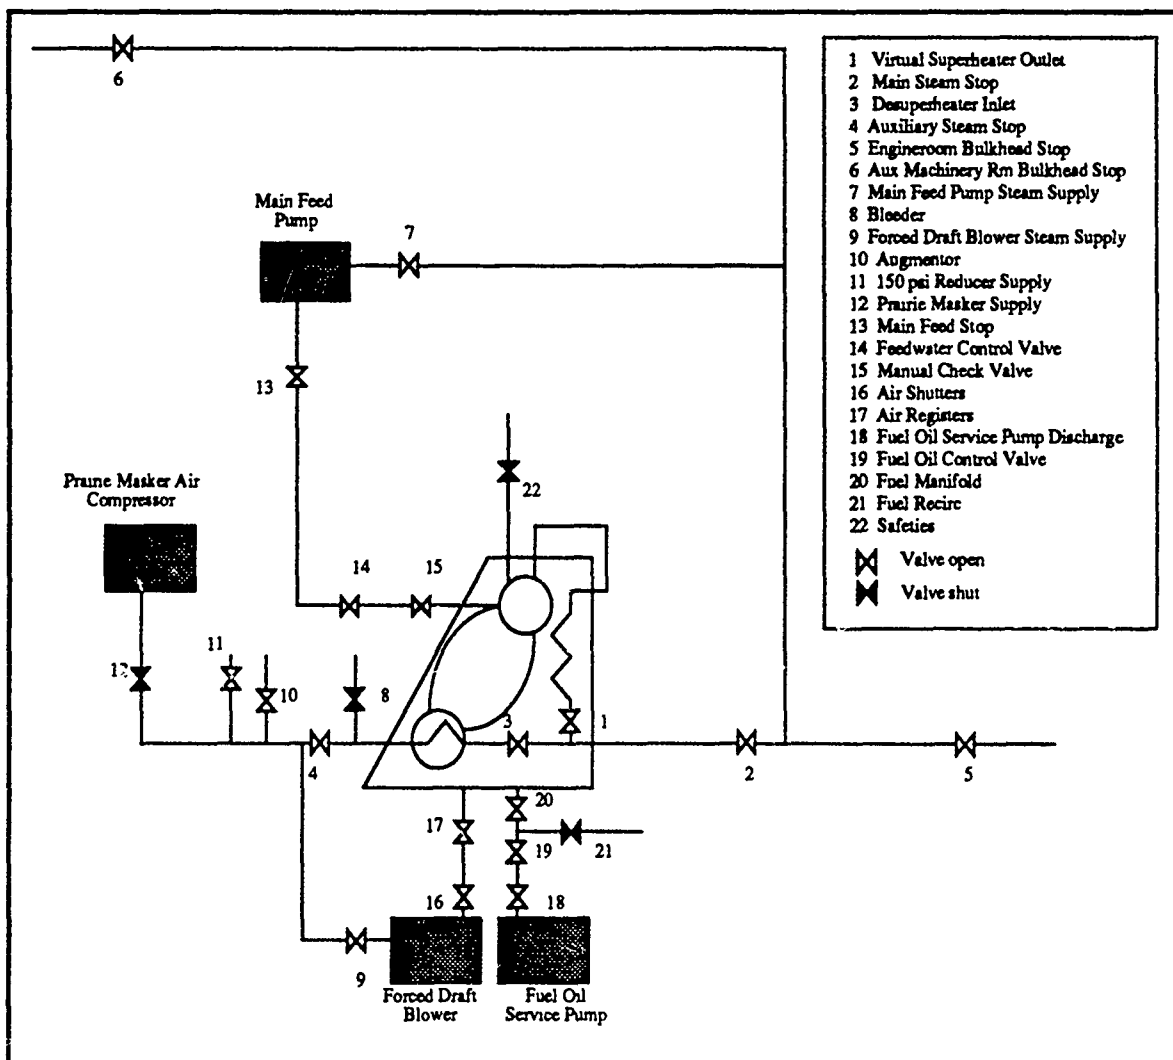 6
1 Virtual Superheater Outlet
2 Main Steam Stop
3 Desuperheater Inlet
4 Auxiliary Steam Stop
5 Engineroom Bulkhead Stop
6 Aux Machinery Rm Bulkhead Stop
7 Main Feed Pump Steam Supply
8 Bleeder
9 Forced Draft Blower Steam Supply
10 Augmentor
11 150 psi Reducer Supply
12 Prairie Masker Supply
13 Main Feed Stop
14 Feedwater Control Valve
15 Manual Check Valve
16 Air Shutters
17 Air Registers
18 Fuel Oil Service Pump Discharge
19 Fuel Oil Control Valve
20 Fuel Manifold
21 Fuel Recirc
22 Safeties
Valve open
Valve shut
Main Feed
Pump
7
13
Prairie Masker Air
Compressor
22
14
15
11
12
10
8
3
1
4
2
5
20
17
19
21
16
18
9
Forced Draft
Blower
Fuel Oil
Service Pump